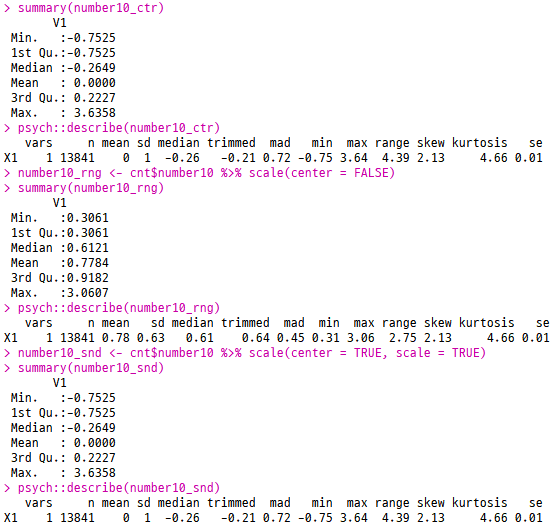 > summary(number10_ctr)
       V1
 Min.   :-0.7525
 1st Qu.:-0.7525
 Median :-0.2649
 Mean   : 0.0000
 3rd Qu.: 0.2227
 Max.   : 3.6358
> psych::describe(number10_ctr)
   vars     n mean sd median trimmed  mad   min  max range skew kurtosis   se
X1    1 13841    0  1  -0.26   -0.21 0.72 -0.75 3.64  4.39 2.13     4.66 0.01
> number10_rng <- cnt$number10 %>% scale(center = FALSE)
> summary(number10_rng)
       V1
 Min.   :0.3061
 1st Qu.:0.3061
 Median :0.6121
 Mean   :0.7784
 3rd Qu.:0.9182
 Max.   :3.0607
> psych::describe(number10_rng)
   vars     n mean   sd median trimmed  mad  min  max range skew kurtosis   se
X1    1 13841 0.78 0.63   0.61    0.64 0.45 0.31 3.06  2.75 2.13     4.66 0.01
> number10_snd <- cnt$number10 %>% scale(center = TRUE, scale = TRUE)
> summary(number10_snd)
       V1
 Min.   :-0.7525
 1st Qu.:-0.7525
 Median :-0.2649
 Mean   : 0.0000
 3rd Qu.: 0.2227
 Max.   : 3.6358
> psych::describe(number10_snd)
   vars     n mean sd median trimmed  mad   min  max range skew kurtosis   se
X1    1 13841    0  1  -0.26   -0.21 0.72 -0.75 3.64  4.39 2.13     4.66 0.01